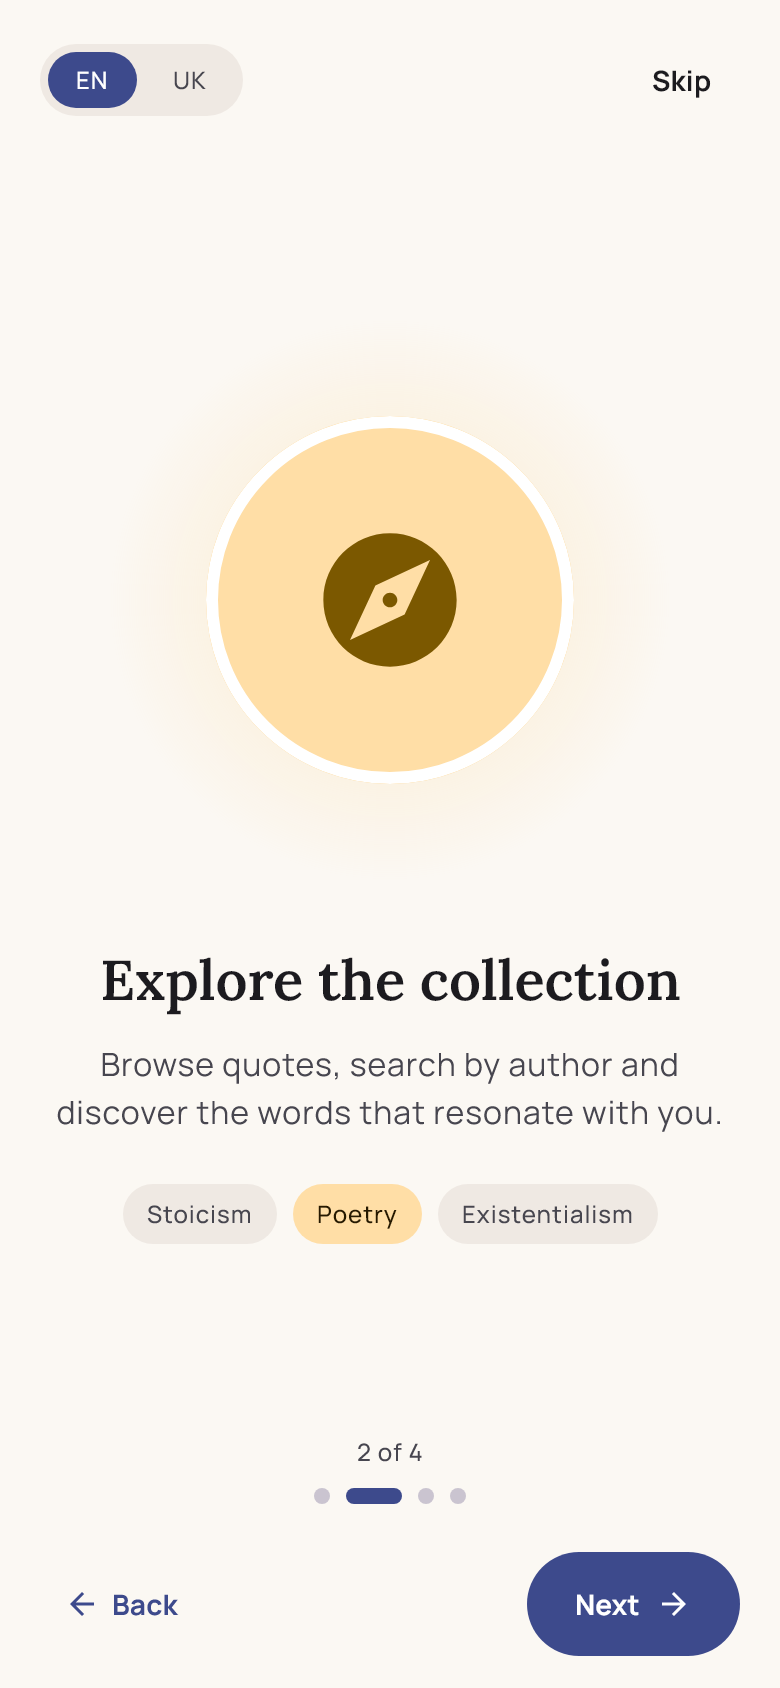 EN UK Skip
Explore the collection
Browse quotes, search by author and
discover the words that resonate with you.
Stoicism Poetry Existentialism
2 of 4
Back Next